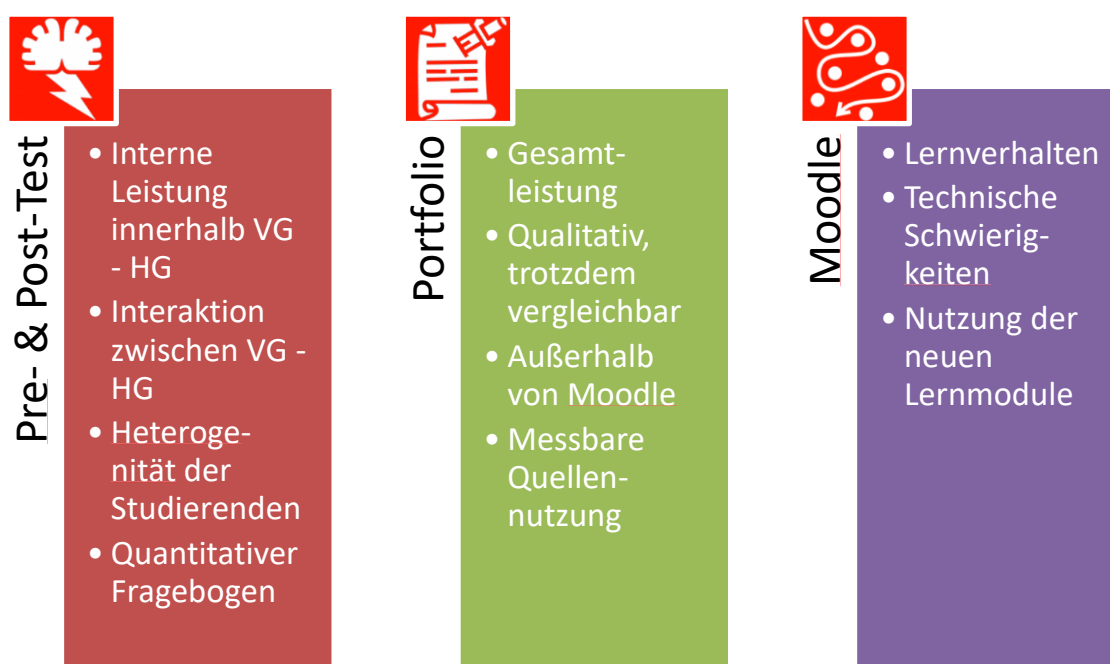 Pre- & Post-Test
• Interne
Leistung
innerhalb VG
- HG
• Interaktion
zwischen VG -
HG
• Heteroge-
nität der
Studierenden
• Quantitativer
Fragebogen
Portfolio
• Gesamt-
leistung
• Qualitativ,
trotzdem
vergleichbar
• Außerhalb
von Moodle
• Messbare
Quellen-
nutzung
Moodle
• Lernverhalten
• Technische
Schwierig-
keiten
• Nutzung der
neuen
Lernmodule